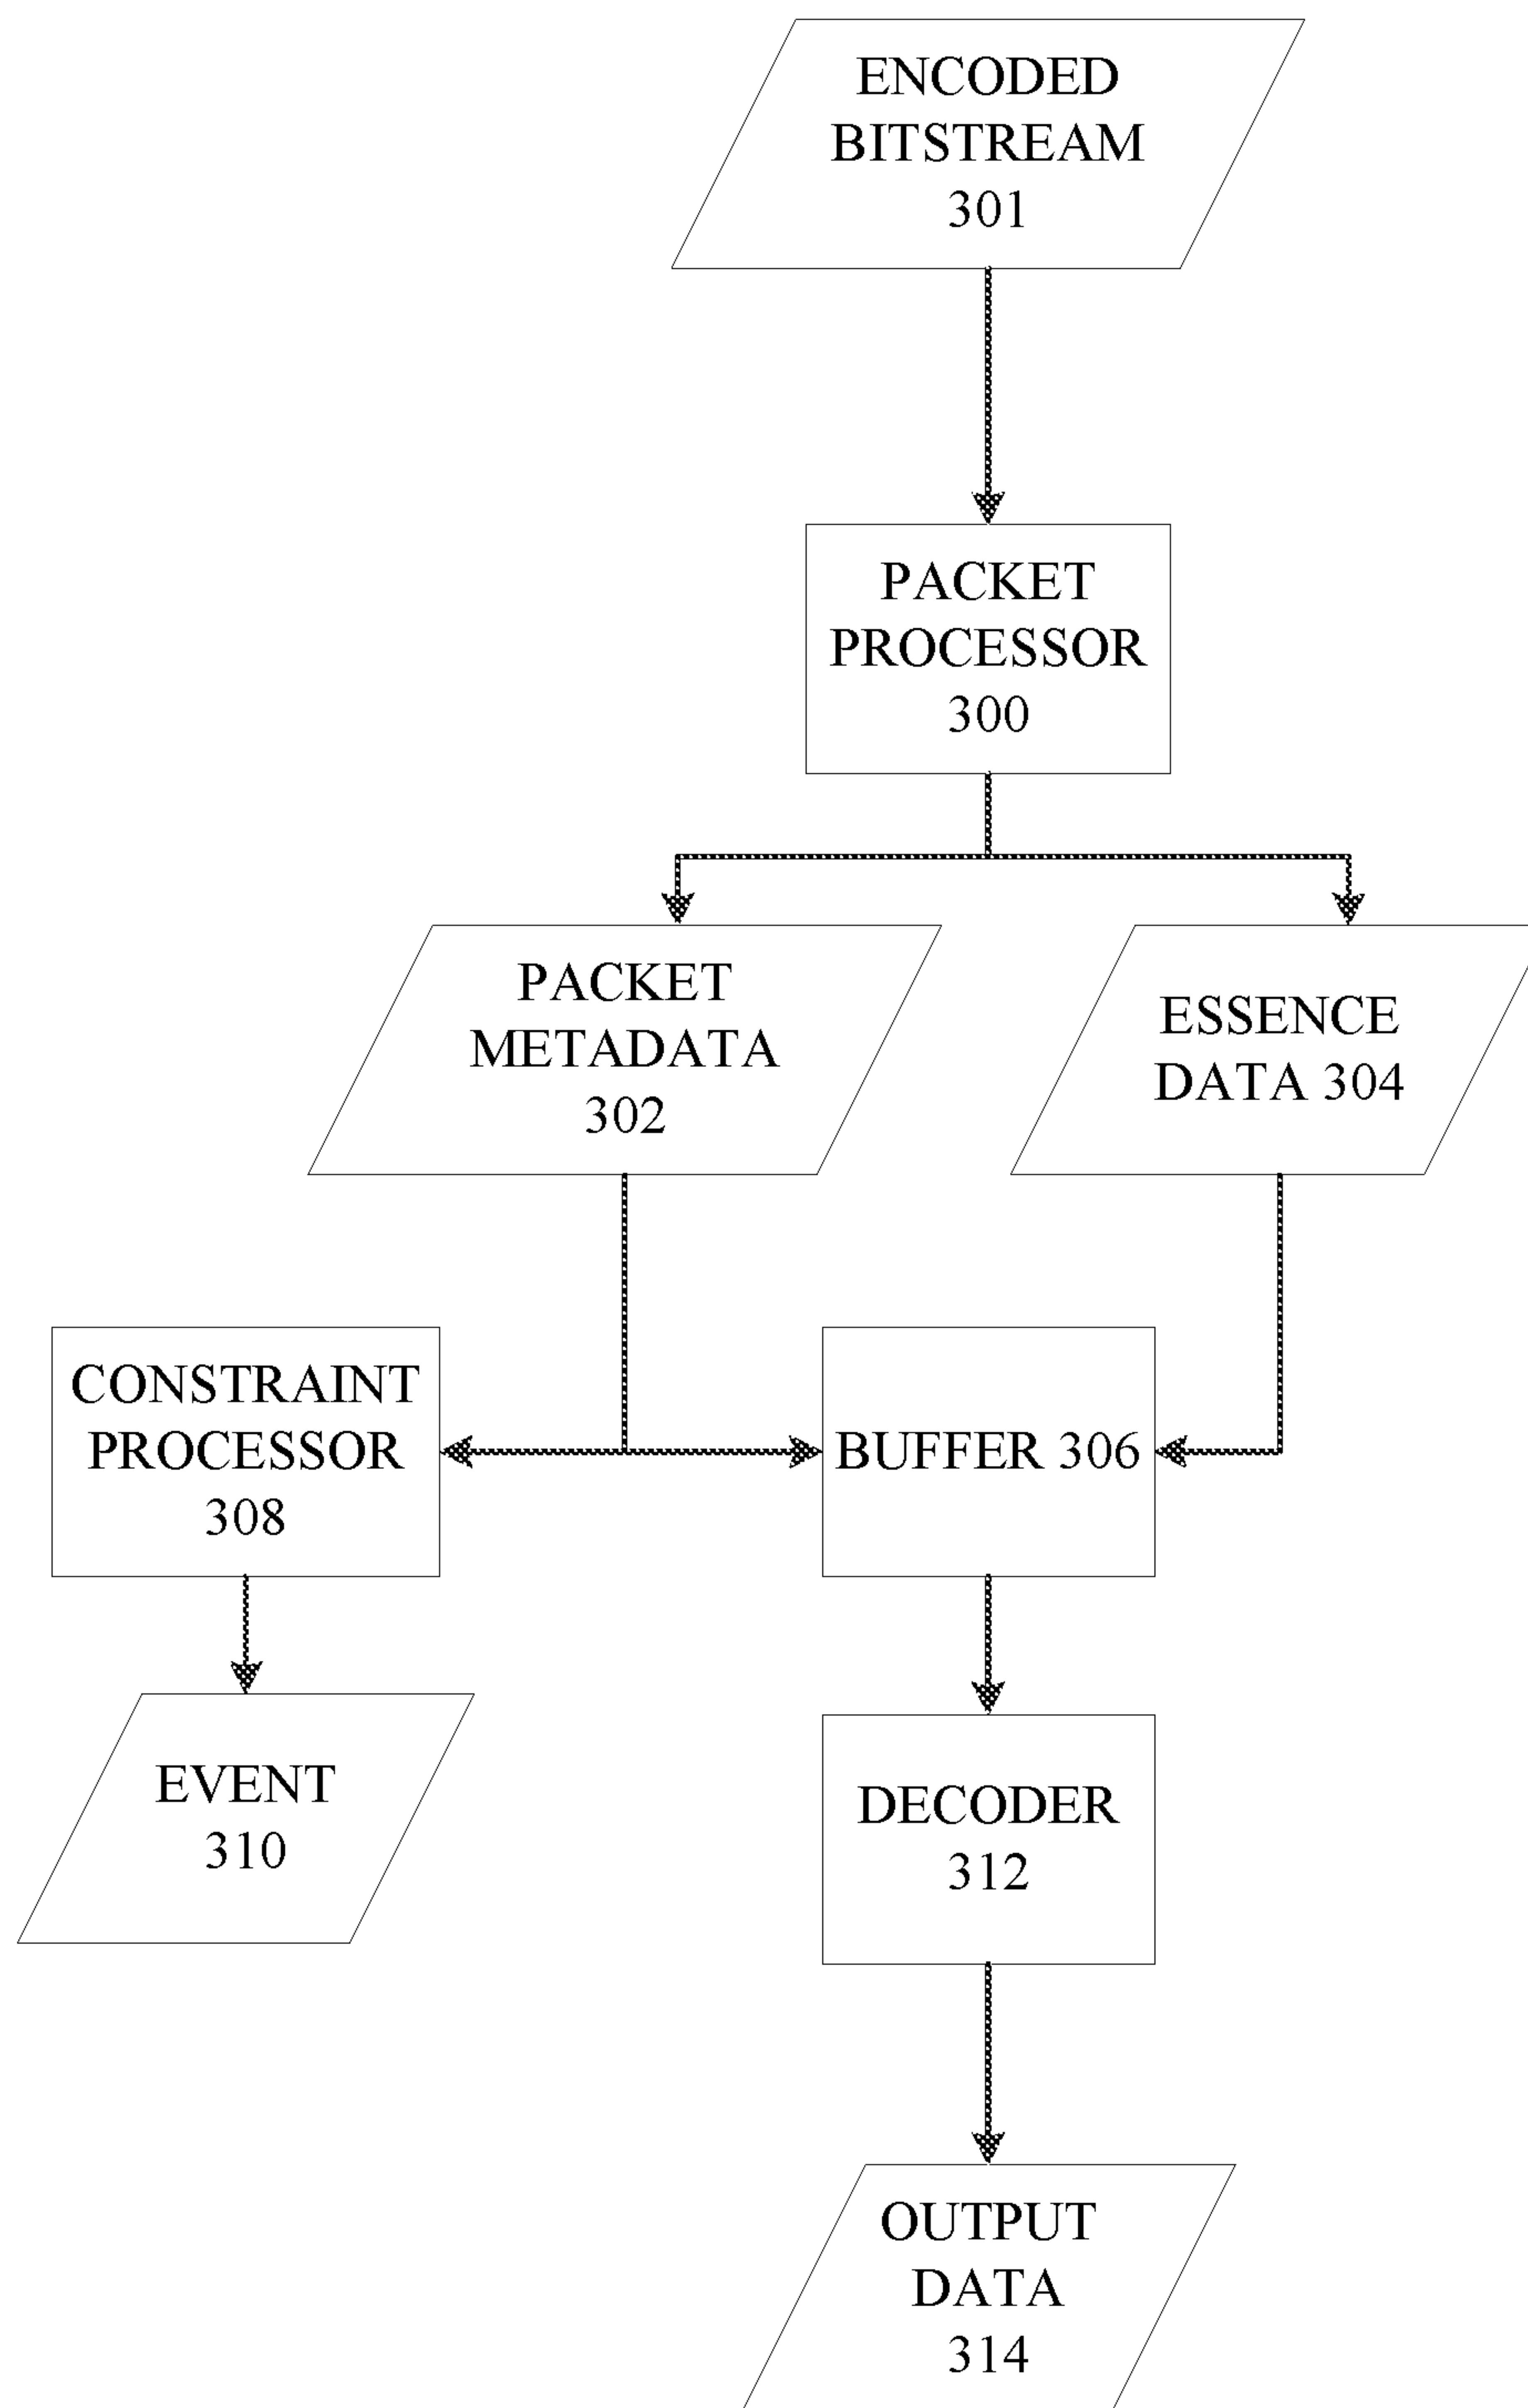 ENCODED
BITSTREAM
301
PACKET
PROCESSOR
300
PACKET
METADATA
302
ESSENCE
DATA 304
CONSTRAINT
PROCESSOR
308
BUFFER 306
EVENT
310
DECODER
312
OUTPUT
DATA
314